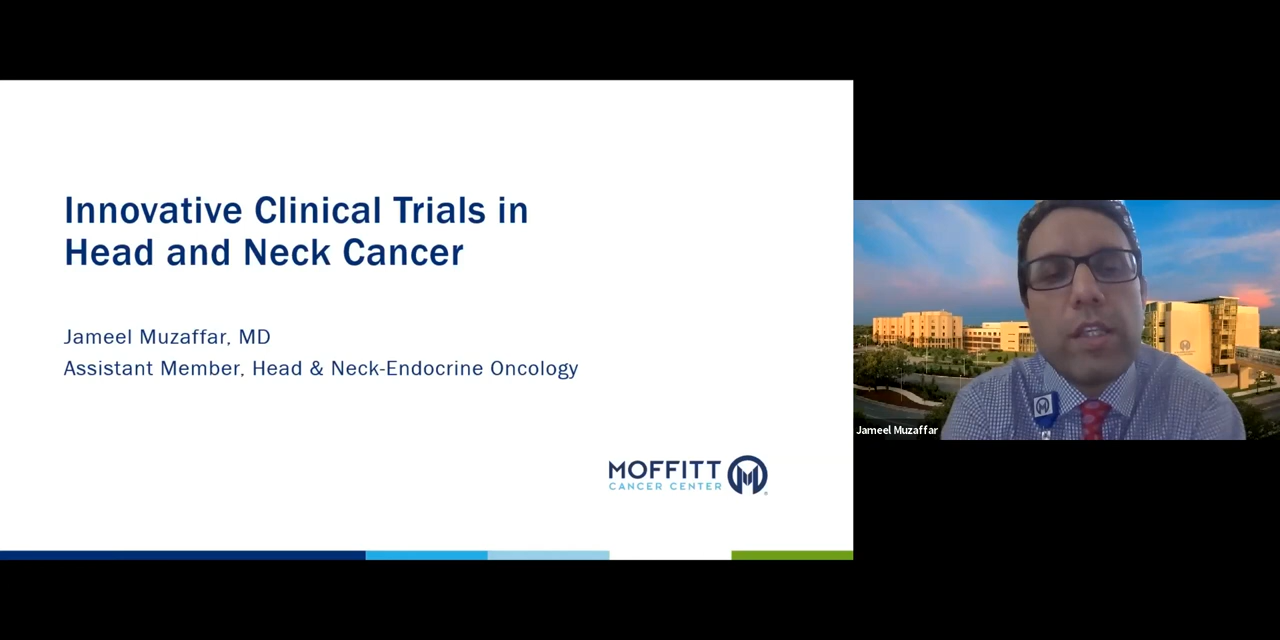 Innovative Clinical Trials in
Head and Neck Cancer
Jameel Muzaffar, MD
Assistant Member, Head & Neck-Endocrine Oncology
MOFFITT
CANCER CENTER
Jameel Muzaffar